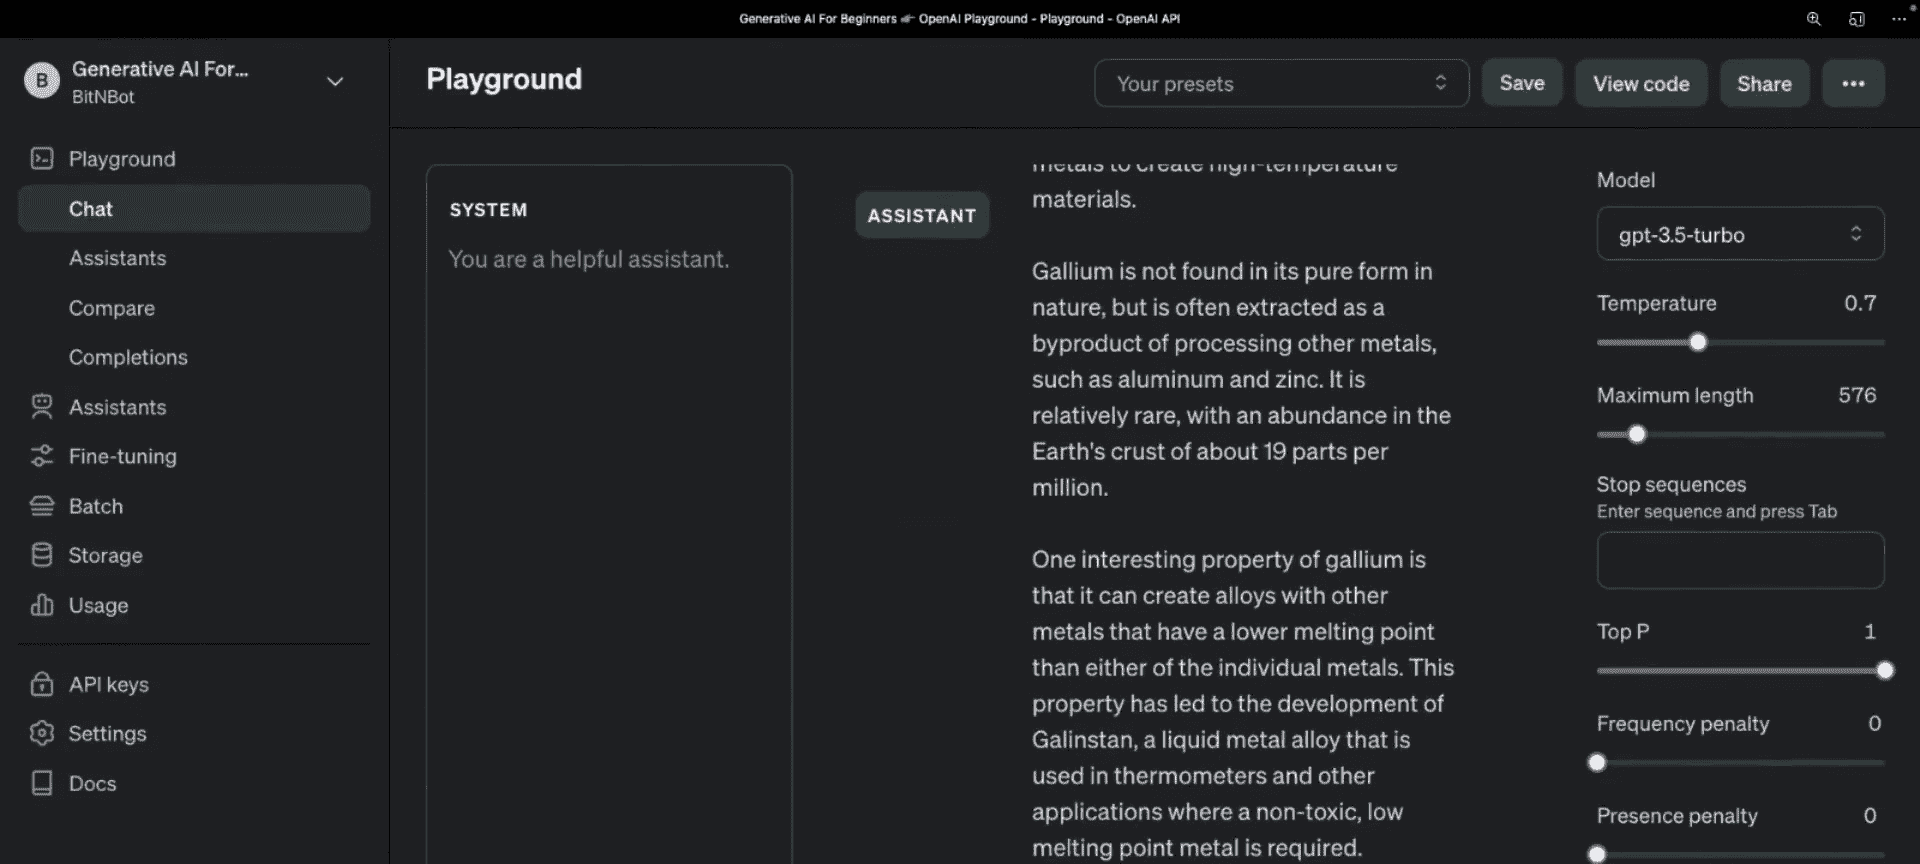 Generative AI For Beginners ☛ OpenAI Playground - Playground - OpenAI API
B
Generative AI For...
BitNBot
Playground
Chat
Assistants
Compare
Completions
Assistants
Fine-tuning
Batch
Storage
Usage
API keys
Settings
Docs
Playground
Your presets
Save
View code
Share
SYSTEM
You are a helpful assistant.
ASSISTANT
metals to create high-temperature
materials.
Gallium is not found in its pure form in
nature, but is often extracted as a
byproduct of processing other metals,
such as aluminum and zinc. It is
relatively rare, with an abundance in the
Earth's crust of about 19 parts per
million.
One interesting property of gallium is
that it can create alloys with other
metals that have a lower melting point
than either of the individual metals. This
property has led to the development of
Galinstan, a liquid metal alloy that is
used in thermometers and other
applications where a non-toxic, low
melting point metal is required.
Model
gpt-3.5-turbo
Temperature 0.7
Maximum length 576
Stop sequences
Enter sequence and press Tab
Top P 1
Frequency penalty 0
Presence penalty 0